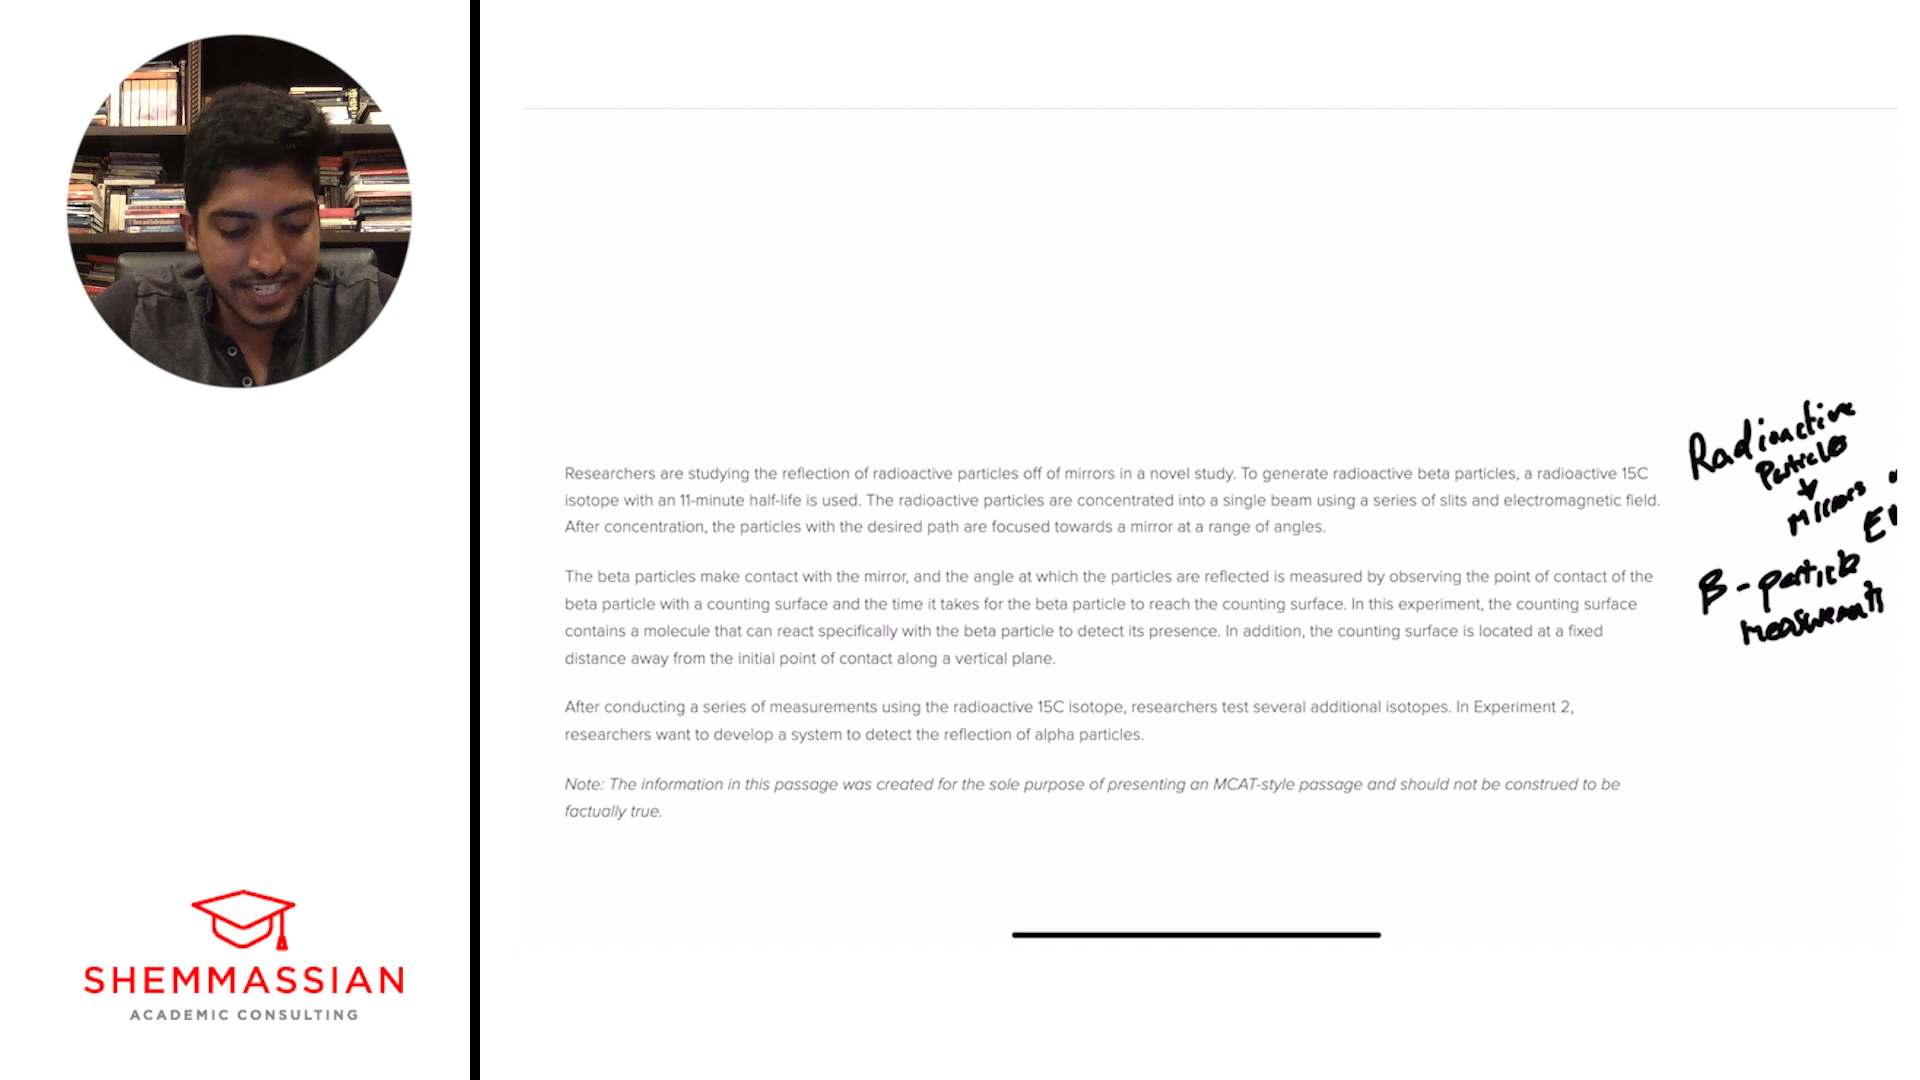 Researchers are studying the reflection of radioactive particles off of mirrors in a novel study. To generate radioactive beta particles, a radioactive 15C
isotope with an 11-minute half-life is used. The radioactive particles are concentrated into a single beam using a series of slits and electromagnetic field.
After concentration, the particles with the desired path are focused towards a mirror at a range of angles.
The beta particles make contact with the mirror, and the angle at which the particles are reflected is measured by observing the point of contact of the
beta particle with a counting surface and the time it takes for the beta particle to reach the counting surface. In this experiment, the counting surface
contains a molecule that can react specifically with the beta particle to detect its presence. In addition, the counting surface is located at a fixed
distance away from the initial point of contact along a vertical plane.
After conducting a series of measurements using the radioactive 15C isotope, researchers test several additional isotopes. In Experiment 2,
researchers want to develop a system to detect the reflection of alpha particles.
Note: The information in this passage was created for the sole purpose of presenting an MCAT-style passage and should not be construed to be
factually true.
Radioactive
Particles
Mirrors
B-particle
measurements
SHEMMASSIAN
ACADEMIC CONSULTING